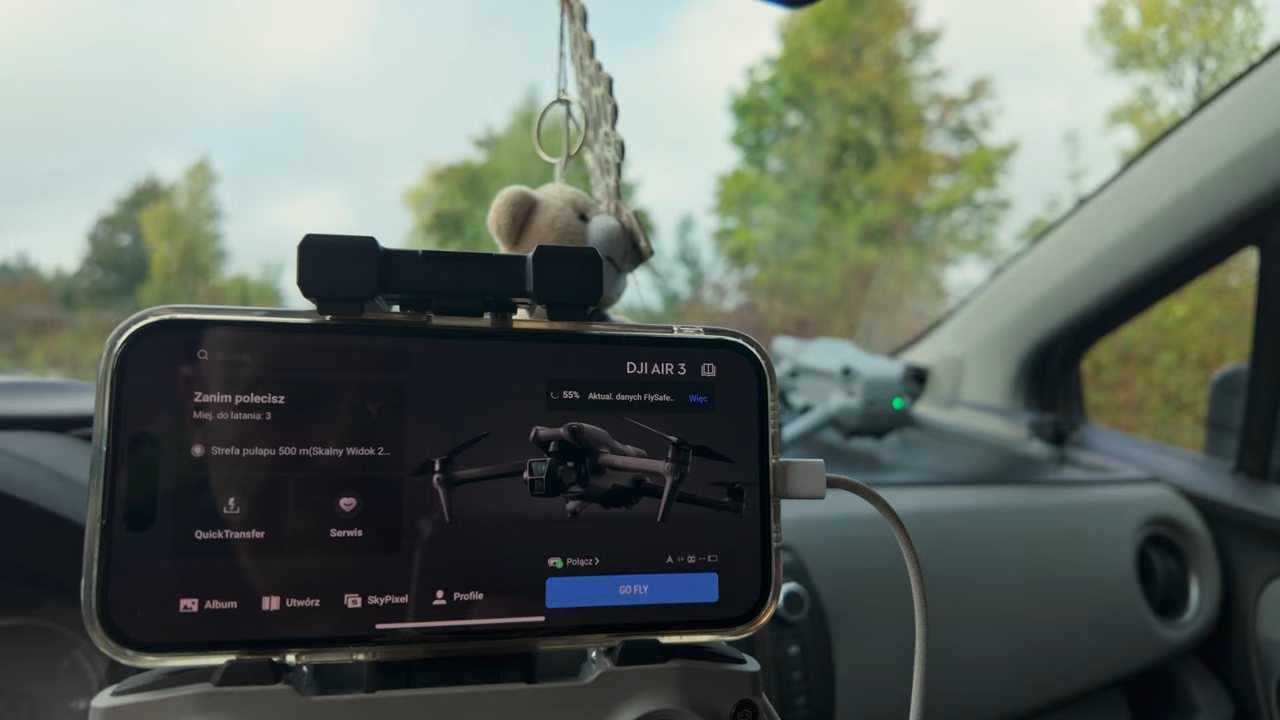 DJI AIR 3
55% Aktual. danych FlySafe... Więc
Zanim polecisz
Miej. do latania: 3
Strefa pułapu 500 m(Skalny Widok 2...
QuickTransfer
Serwis
Połącz >
GO FLY
Album
Utwórz
SkyPixel
Profile